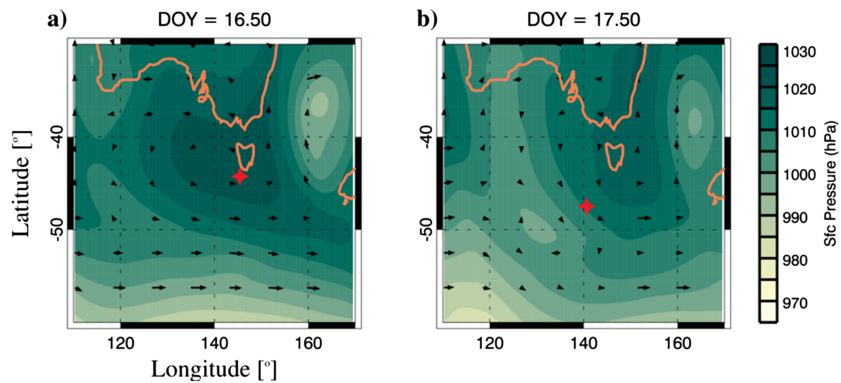 a) DOY = 16.50
b) DOY = 17.50
Latitude [°]
-40
-50
120 140 160
Longitude [°]
-40
-50
120 140 160
1030
1020
1010
1000
990
980
970
Sfc Pressure (hPa)